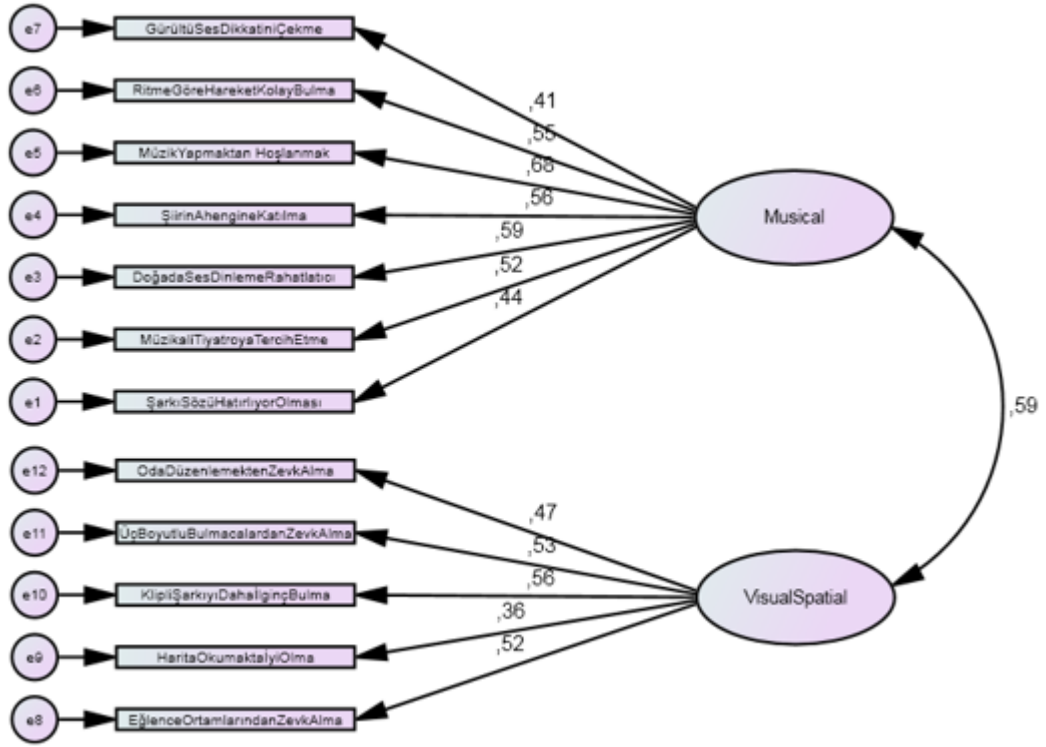 e7 GürültüSesDikkatiniÇekme
,41
e6 RitmeGöreHareketKolayBulma
,55
e5 MüzikYapmaktan Hoşlanmak
,68
e4 ŞiirinAhengineKatılma
,56
Musical
,59
e3 DoğadaSesDinlemeRahatlatıcı
,52
e2 MüzikaliTiyatroyaTercihEtme
,44
e1 ŞarkıSözüHatırlıyorOlması
,59
e12 OdaDüzenlemektenZevkAlma
,47
e11 ÜçBoyutluBulmacalardanZevkAlma
,53
e10 KlipliŞarkıyıDahaİlginçBulma
,56
VisualSpatial
,36
e9 HaritaOkumaktaİyiOlma
,52
e8 EğlenceOrtamlarındanZevkAlma